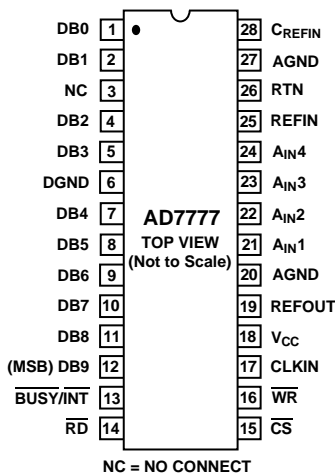 DB0 1 28 CREFIN
DB1 2 27 AGND
NC 3 26 RTN
DB2 4 25 REFIN
DB3 5 24 AIN4
DGND 6 23 AIN3
DB4 7 AD7777 22 AIN2
DB5 8 TOP VIEW 21 AIN1
DB6 9 (Not to Scale) 20 AGND
DB7 10 19 REFOUT
DB8 11 18 VCC
(MSB) DB9 12 17 CLKIN
BUSY/INT 13 16 WR
RD 14 15 CS
NC = NO CONNECT